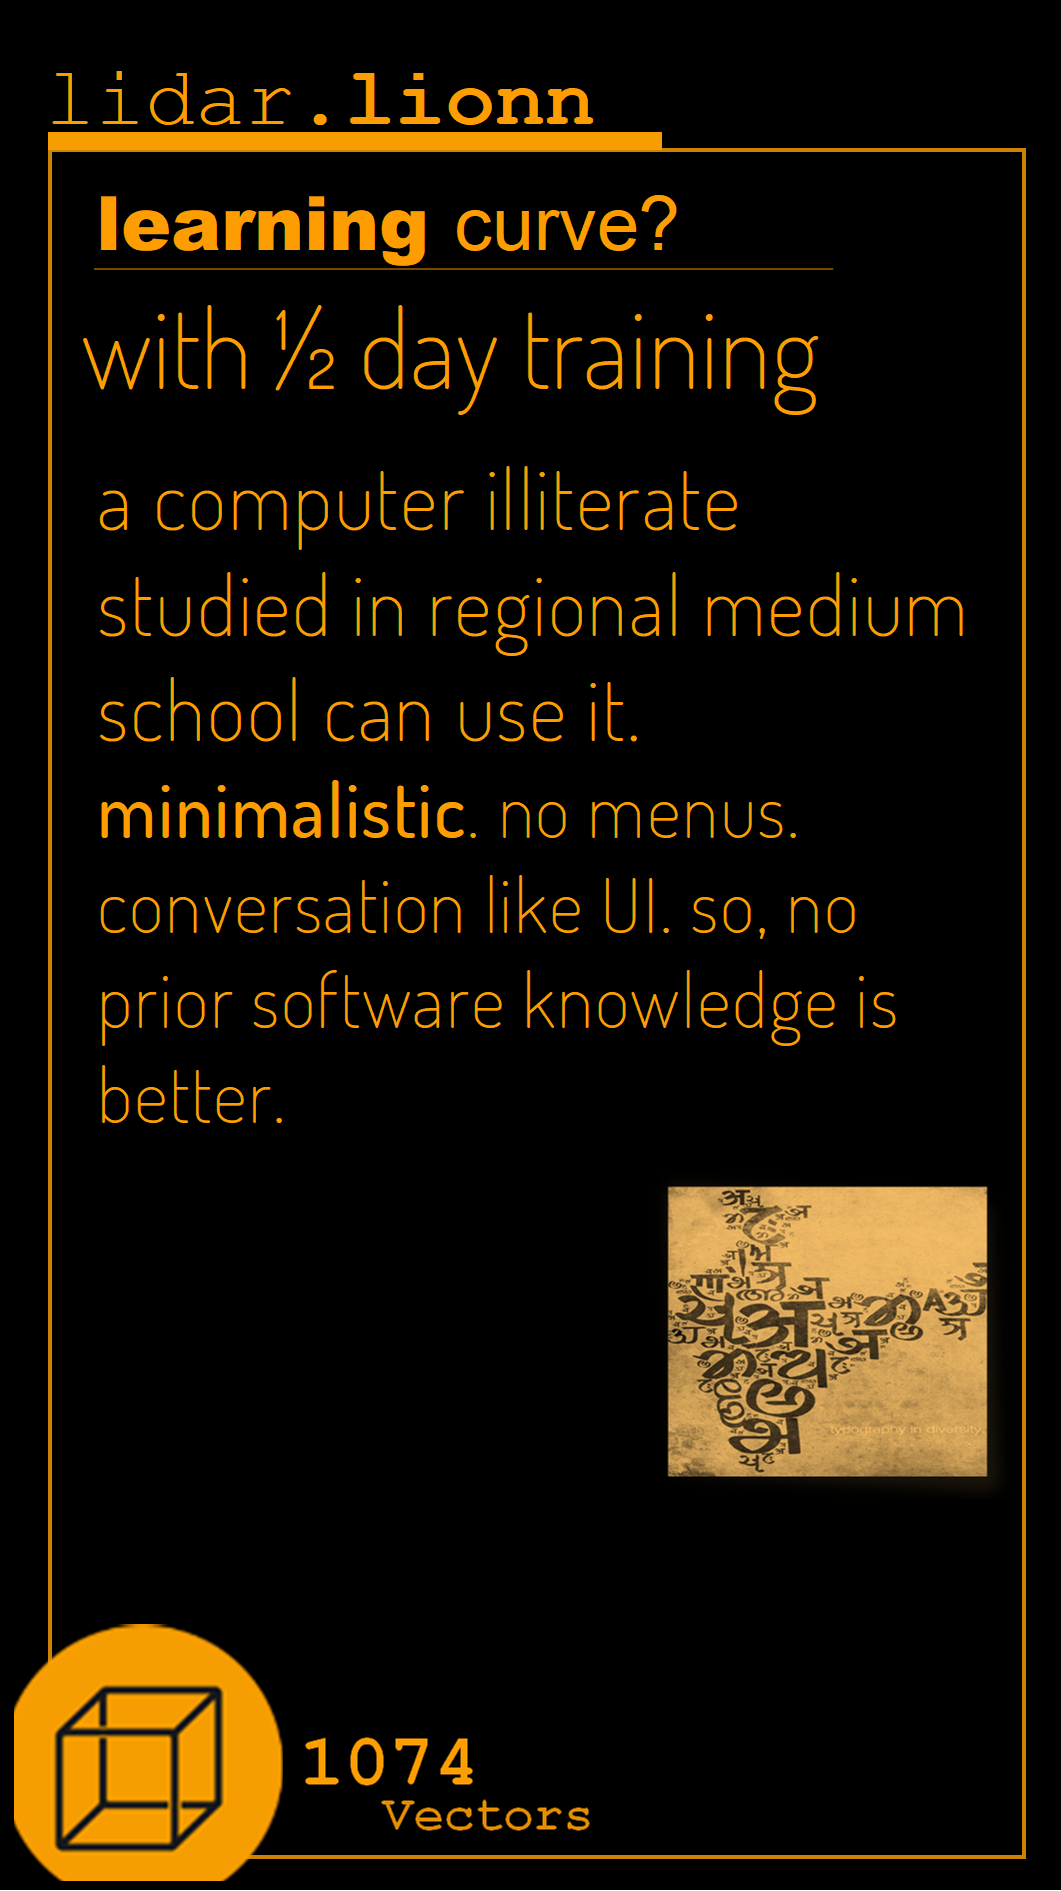 lidar.lionn
learning curve?
with ½ day training
a computer illiterate
studied in regional medium
school can use it.
minimalistic. no menus.
conversation like UI. so, no
prior software knowledge is
better.
typography in diversity
1074
Vectors